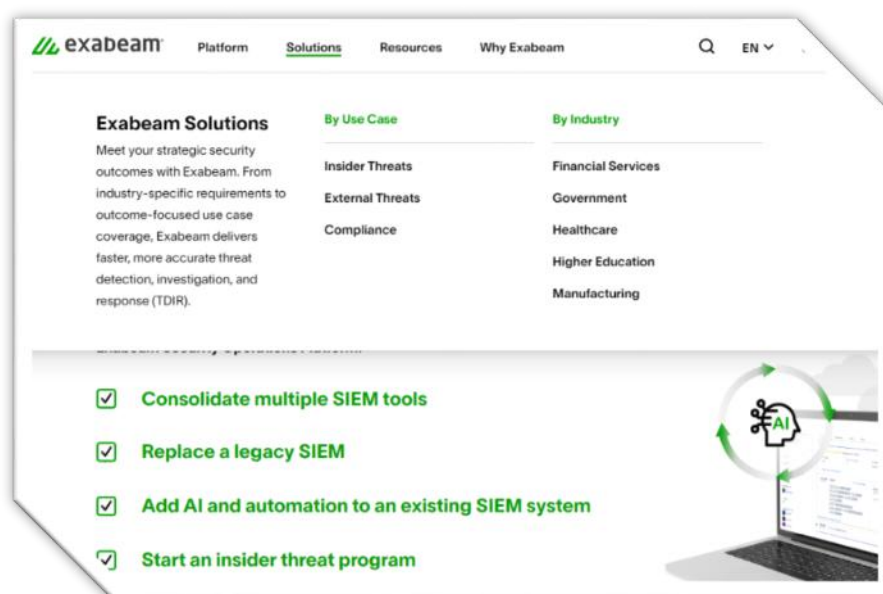 exabeam
Platform
Solutions
Resources
Why Exabeam
EN
Exabeam Solutions
Meet your strategic security
outcomes with Exabeam. From
industry-specific requirements to
outcome-focused use case
coverage, Exabeam delivers
faster, more accurate threat
detection, investigation, and
response (TDIR).
By Use Case
Insider Threats
External Threats
Compliance
By Industry
Financial Services
Government
Healthcare
Higher Education
Manufacturing
Consolidate multiple SIEM tools
Replace a legacy SIEM
Add AI and automation to an existing SIEM system
Start an insider threat program
AI